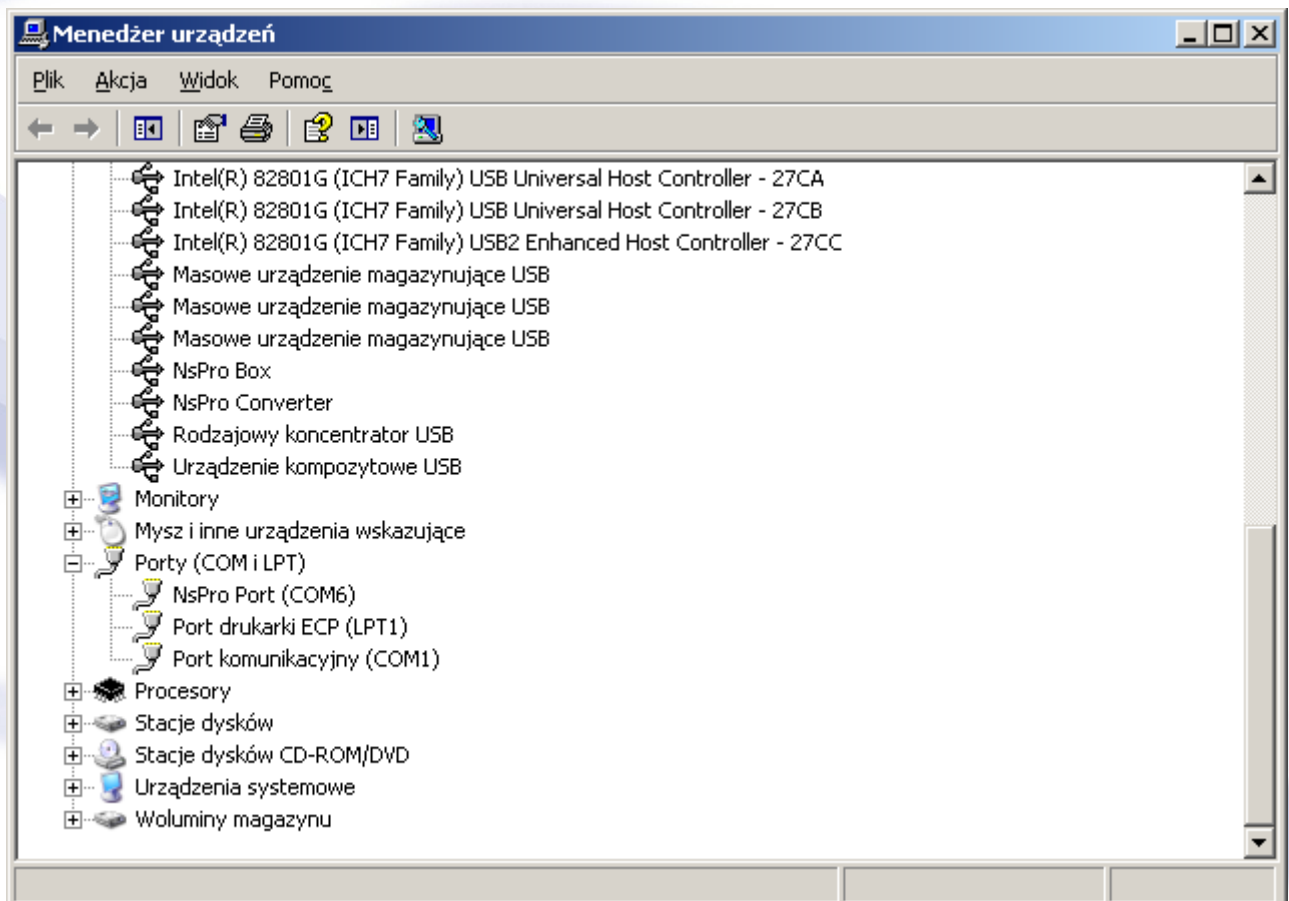 Menedżer urządzeń
Plik Akcja Widok Pomoc
Intel(R) 82801G (ICH7 Family) USB Universal Host Controller - 27CA
Intel(R) 82801G (ICH7 Family) USB Universal Host Controller - 27CB
Intel(R) 82801G (ICH7 Family) USB2 Enhanced Host Controller - 27CC
Masowe urządzenie magazynujące USB
Masowe urządzenie magazynujące USB
Masowe urządzenie magazynujące USB
NsPro Box
NsPro Converter
Rodzajowy koncentrator USB
Urządzenie kompozytowe USB
Monitory
Mysz i inne urządzenia wskazujące
Porty (COM i LPT)
NsPro Port (COM6)
Port drukarki ECP (LPT1)
Port komunikacyjny (COM1)
Procesory
Stacje dysków
Stacje dysków CD-ROM/DVD
Urządzenia systemowe
Woluminy magazynu